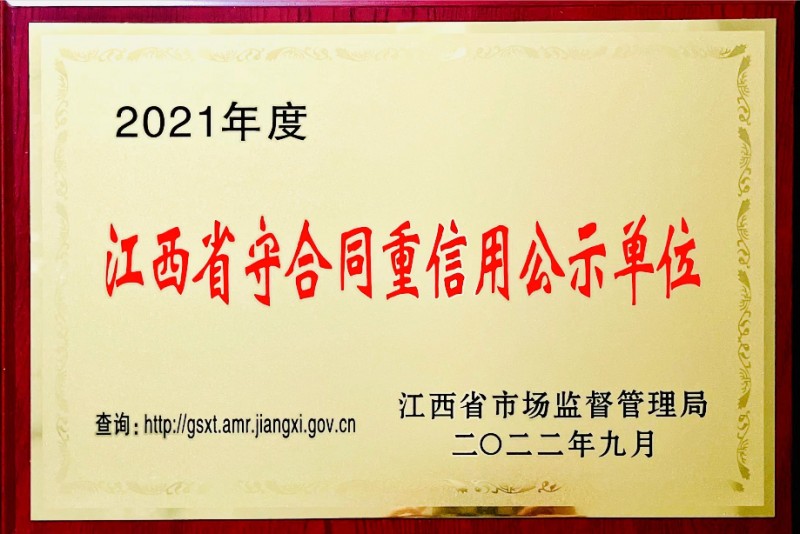 2021年度
江西省守合同重信用公示单位
江西省市场监督管理局
查询：http://gsxt.amr.jiangxi.gov.cn
二〇二二年九月